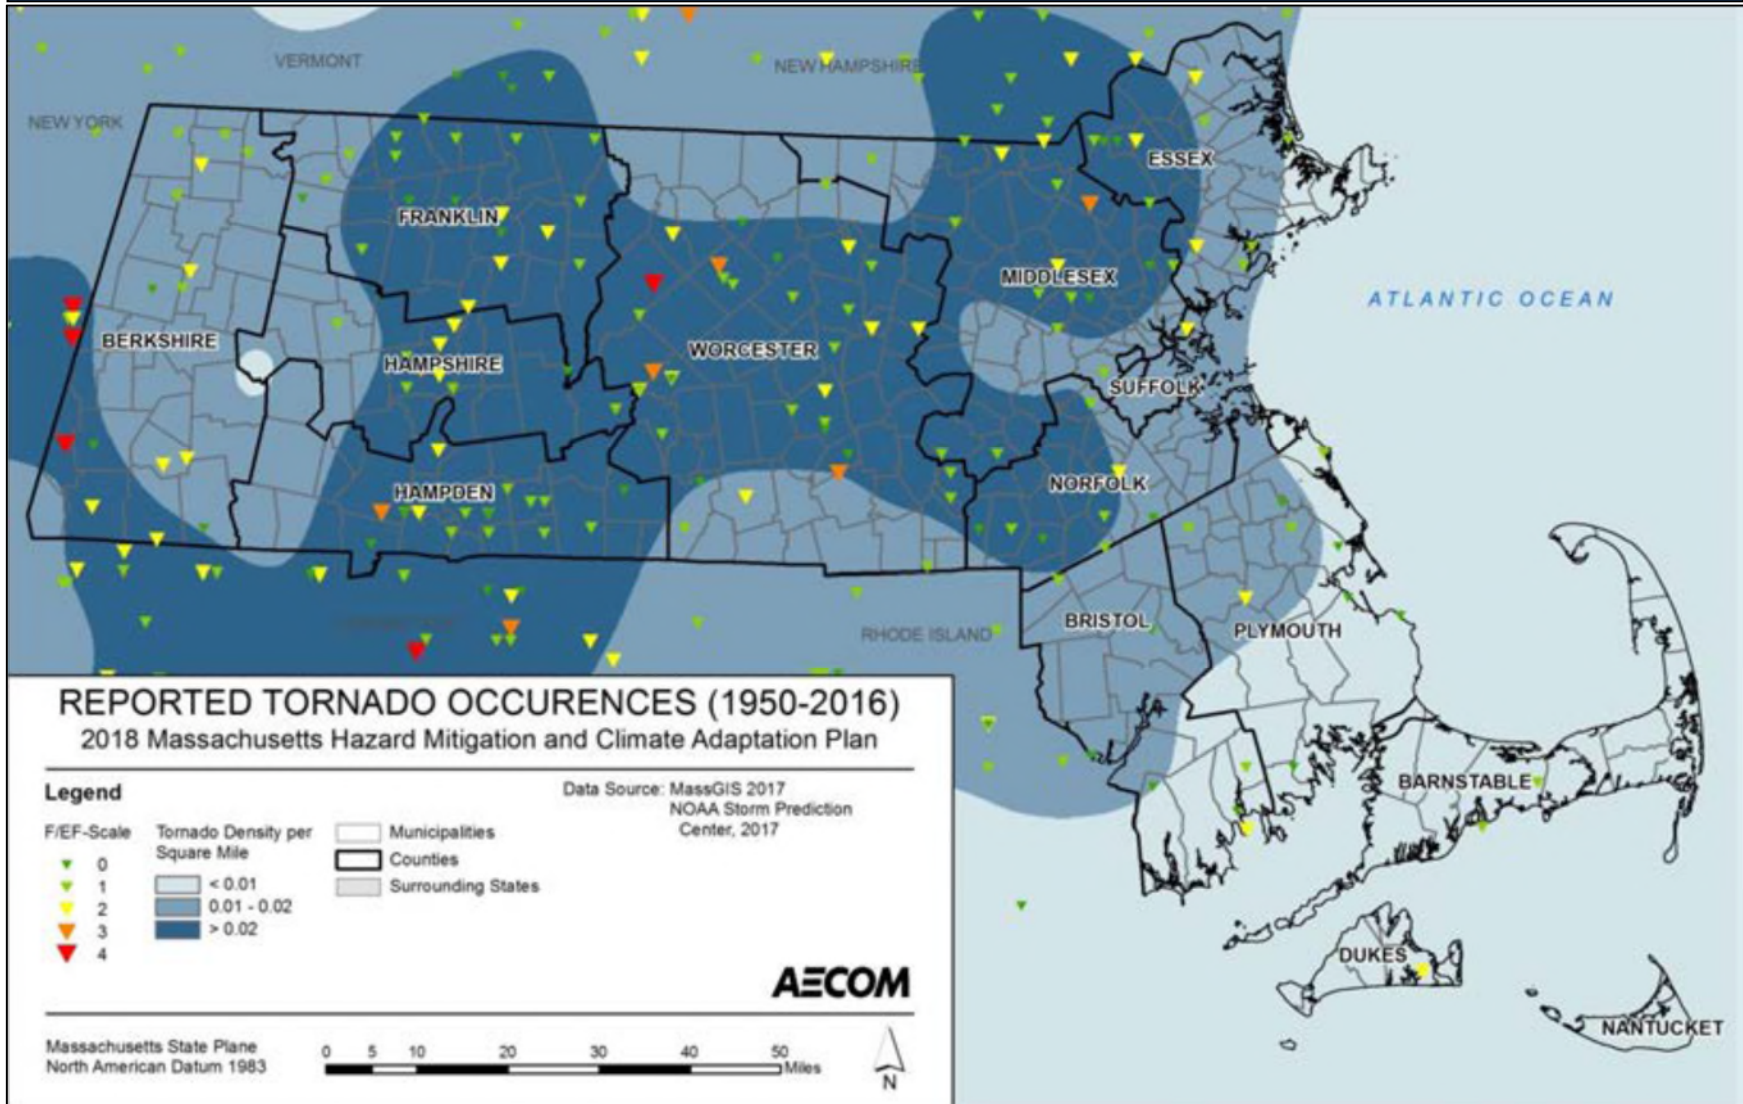 VERMONT
NEW HAMPSHIRE
NEW YORK
ESSEX
FRANKLIN
MIDDLESEX
ATLANTIC OCEAN
BERKSHIRE
WORCESTER
HAMPSHIRE
SUFFOLK
NORFOLK
HAMPDEN
BRISTOL
PLYMOUTH
RHODE ISLAND
BARNSTABLE
DUKES
NANTUCKET
REPORTED TORNADO OCCURENCES (1950-2016)
2018 Massachusetts Hazard Mitigation and Climate Adaptation Plan
Legend
F/EF-Scale
0
1
2
3
4
Tornado Density per
Square Mile
< 0.01
0.01 - 0.02
> 0.02
Municipalities
Counties
Surrounding States
Data Source: MassGIS 2017
NOAA Storm Prediction
Center, 2017
AECOM
Massachusetts State Plane
North American Datum 1983
0 5 10 20 30 40 50
Miles
N